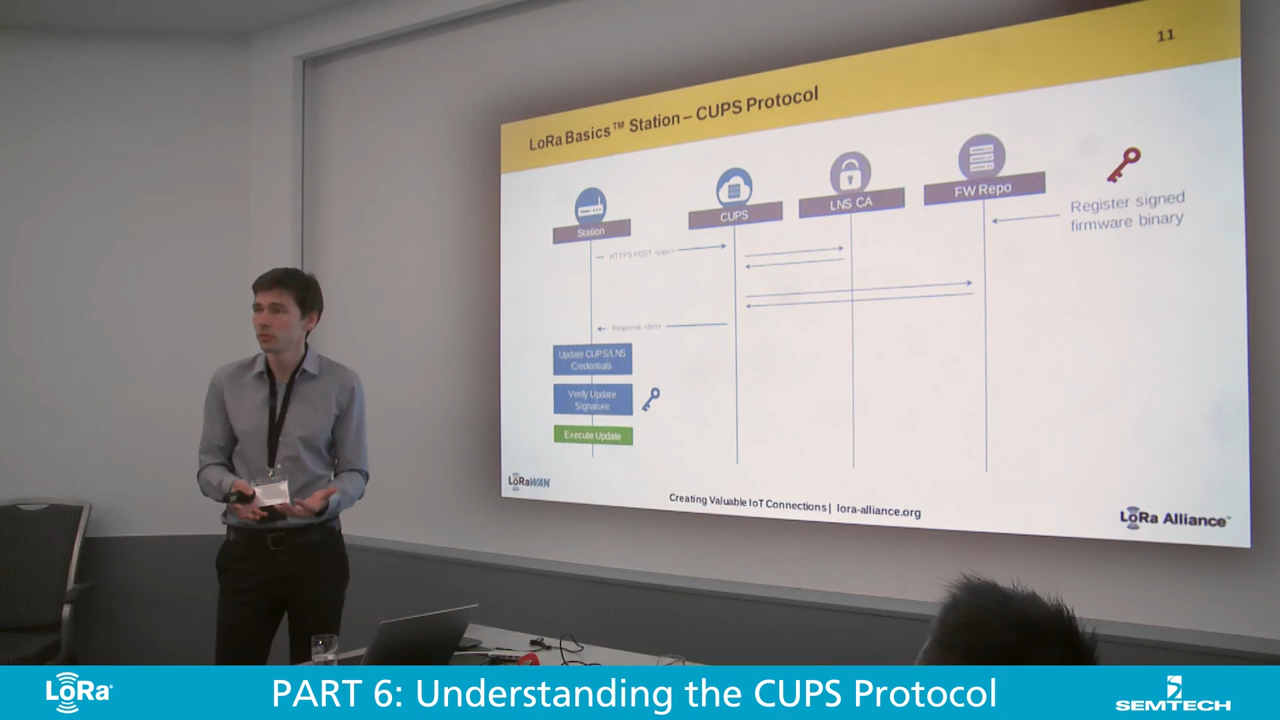 11
LoRa Basics™ Station – CUPS Protocol
Station
CUPS
LNS CA
FW Repo
Register signed
firmware binary
HTTPS POST
Response
Update CUPS/LNS
Credentials
Verify Update
Signature
Execute Update
LoRaWAN
Creating Valuable IoT Connections | lora-alliance.org
LoRa Alliance™
LoRa®
PART 6: Understanding the CUPS Protocol
SEMTECH